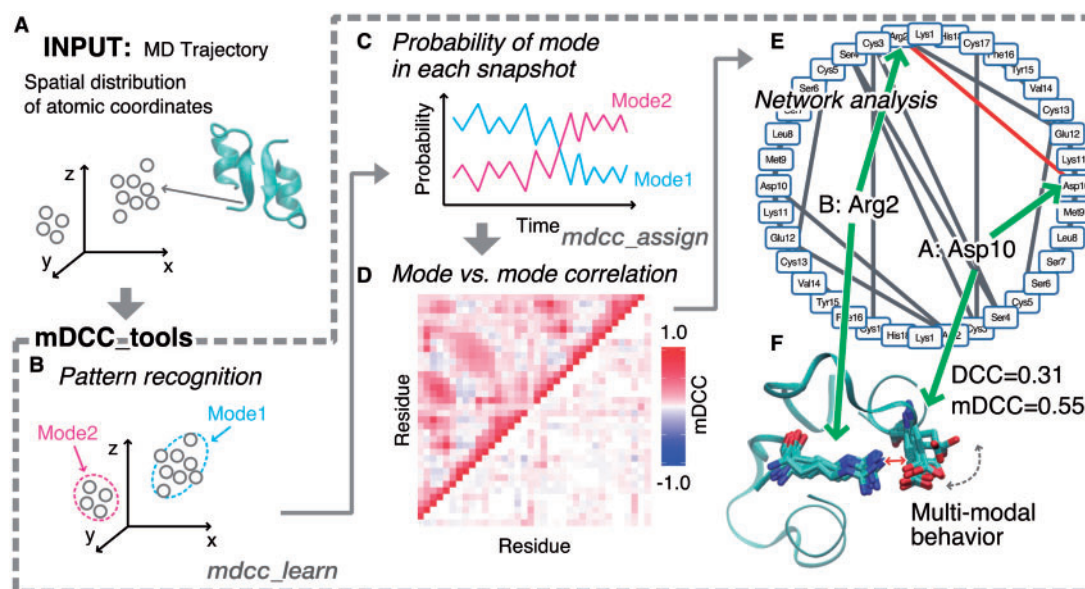 A
INPUT: MD Trajectory
Spatial distribution
of atomic coordinates
z
y
x
mDCC_tools
B
Pattern recognition
Mode2
Mode1
z
y
x
mdcc_learn
C
Probability of mode
in each snapshot
Probability
Mode2
Mode1
Time
mdcc_assign
D
Mode vs. mode correlation
Residue
Residue
1.0
mDCC
-1.0
E
Network analysis
Lys1
His18
Cys17
Phe16
Tyr15
Val14
Cys13
Glu12
Lys11
Asp10
Met9
Leu8
Ser7
Ser6
Cys5
Ser4
Cys3
Arg2
Lys1
His18
Phe16
Tyr15
Val14
Cys13
Glu12
Lys11
Asp10
Met9
Leu8
Ser7
Ser6
Cys5
Ser4
Cys3
Arg2
B: Arg2
A: Asp10
F
DCC=0.31
mDCC=0.55
Multi-modal
behavior